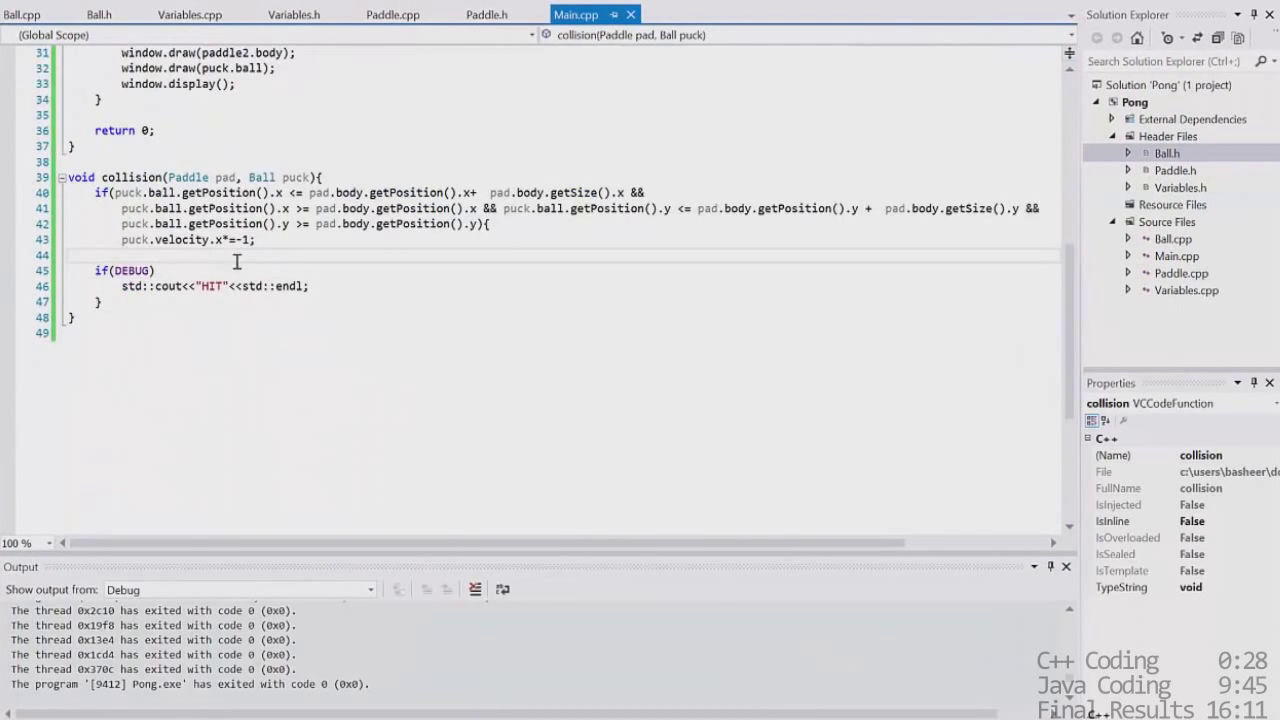 Ball.cpp Ball.h Variables.cpp Variables.h Paddle.cpp Paddle.h Main.cpp
(Global Scope) collision(Paddle pad, Ball puck)
31 window.draw(paddle2.body);
32 window.draw(puck.ball);
33 window.display();
34 }
35
36 return 0;
37 }
38
39 void collision(Paddle pad, Ball puck){
40 if(puck.ball.getPosition().x <= pad.body.getPosition().x+ pad.body.getSize().x &&
41 puck.ball.getPosition().x >= pad.body.getPosition().x && puck.ball.getPosition().y <= pad.body.getPosition().y + pad.body.getSize().y &&
42 puck.ball.getPosition().y >= pad.body.getPosition().y){
43 puck.velocity.x*=-1;
44
45 if(DEBUG)
46 std::cout<<"HIT"<<std::endl;
47 }
48 }
49
100 %
Output
Show output from: Debug
The thread 0x2c10 has exited with code 0 (0x0).
The thread 0x19f8 has exited with code 0 (0x0).
The thread 0x13e4 has exited with code 0 (0x0).
The thread 0x1cd4 has exited with code 0 (0x0).
The thread 0x370c has exited with code 0 (0x0).
The program '[9412] Pong.exe' has exited with code 0 (0x0).
Solution Explorer
Search Solution Explorer (Ctrl+;)
Solution 'Pong' (1 project)
Pong
External Dependencies
Header Files
Ball.h
Paddle.h
Variables.h
Resource Files
Source Files
Ball.cpp
Main.cpp
Paddle.cpp
Variables.cpp
Properties
collision VCCodeFunction
C++
(Name) collision
File c:\users\basheer\do
FullName collision
IsInjected False
IsInline False
IsOverloaded False
IsSealed False
IsTemplate False
TypeString void
C++ Coding 0:28
Java Coding 9:45
Final Results 16:11
C++